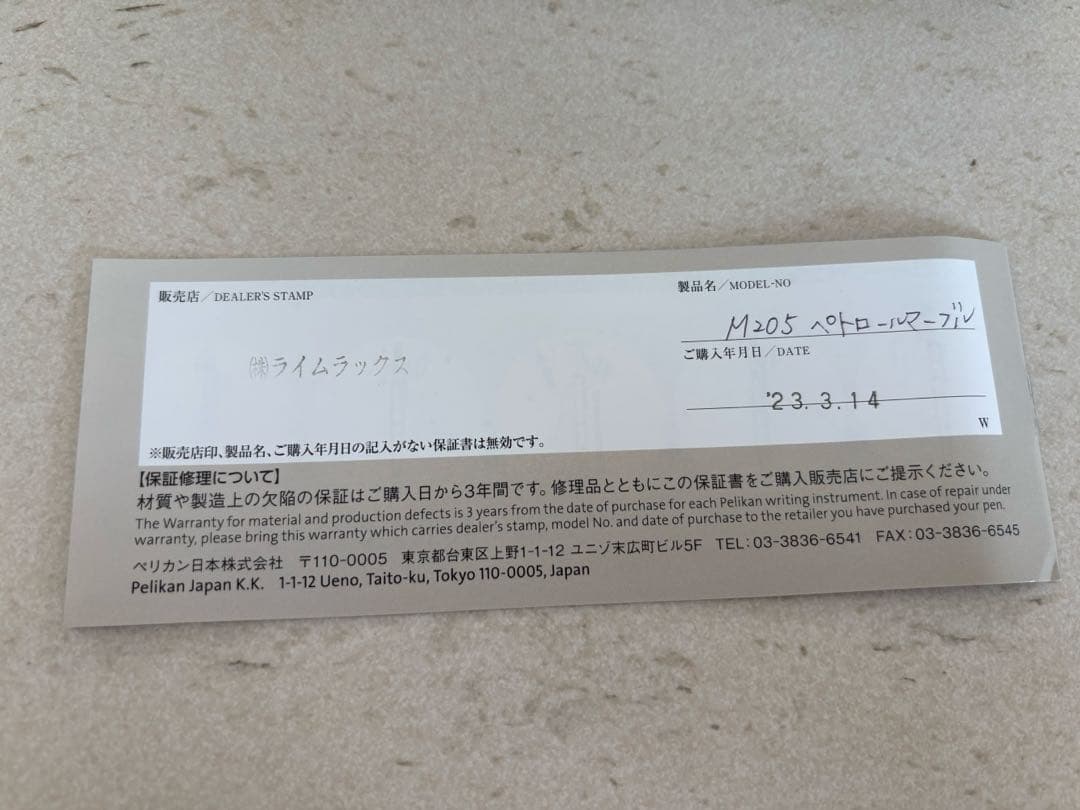 販売店/DEALER'S STAMP
㈱ライムラックス
製品名/MODEL-NO
M205 ペトロールマーブル
ご購入年月日/DATE
'23.3.14
W
※販売店印、製品名、ご購入年月日の記入がない保証書は無効です。
【保証修理について】
材質や製造上の欠陥の保証はご購入日から3年間です。修理品とともにこの保証書をご購入販売店にご提示ください。
The Warranty for material and production defects is 3 years from the date of purchase for each Pelikan writing instrument. In case of repair under
warranty, please bring this warranty which carries dealer's stamp, model No. and date of purchase to the retailer you have purchased your pen.
ペリカン日本株式会社 〒110-0005 東京都台東区上野1-1-12 ユニゾ末広町ビル5F TEL:03-3836-6541 FAX:03-3836-6545
Pelikan Japan K.K. 1-1-12 Ueno, Taito-ku, Tokyo 110-0005, Japan